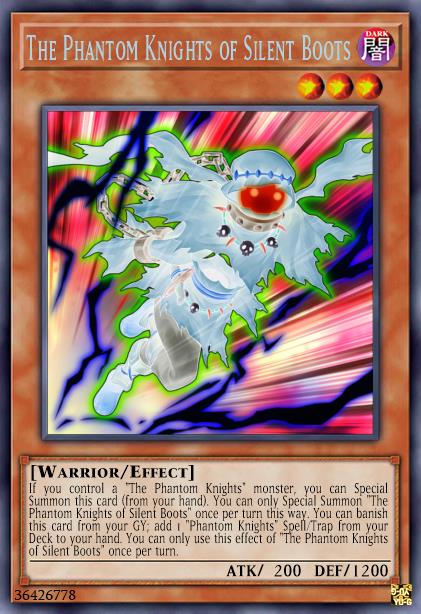 The Phantom Knights of Silent Boots
DARK
闇
[Warrior/Effect]
If you control a "The Phantom Knights" monster, you can Special
Summon this card (from your hand). You can only Special Summon "The
Phantom Knights of Silent Boots" once per turn this way. You can banish
this card from your GY; add 1 "Phantom Knights" Spell/Trap from your
Deck to your hand. You can only use this effect of "The Phantom Knights
of Silent Boots" once per turn.
ATK/ 200 DEF/1200
36426778